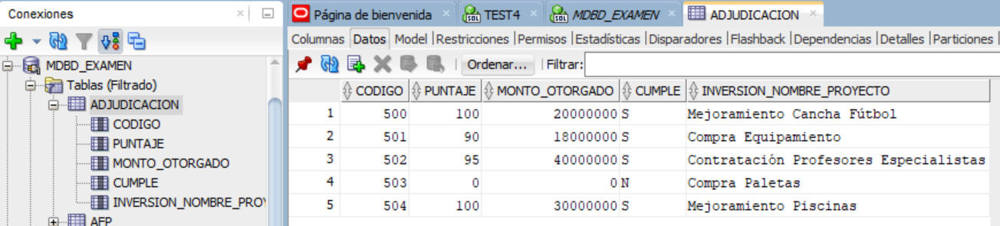 Conexiones
MDBD_EXAMEN
Tablas (Filtrado)
ADJUDICACION
CODIGO
PUNTAJE
MONTO_OTORGADO
CUMPLE
INVERSION_NOMBRE_PROY
AFP
Página de bienvenida TEST4 MDBD_EXAMEN ADJUDICACION
Columnas Datos Model |Restricciones |Permisos |Estadísticas |Disparadores |Flashback |Dependencias |Detalles |Particiones |
Ordenar... Filtrar:
CODIGO PUNTAJE MONTO_OTORGADO CUMPLE INVERSION_NOMBRE_PROYECTO
1 500 100 20000000 S Mejoramiento Cancha Fútbol
2 501 90 18000000 S Compra Equipamiento
3 502 95 40000000 S Contratación Profesores Especialistas
4 503 0 0 N Compra Paletas
5 504 100 30000000 S Mejoramiento Piscinas